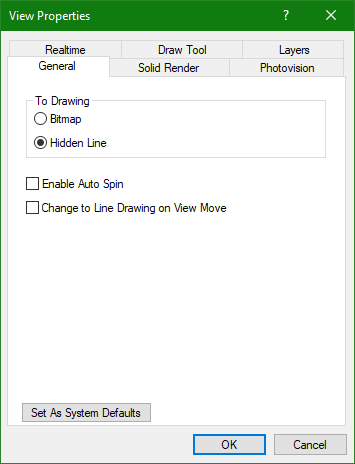 View Properties ?
Realtime Draw Tool Layers
General Solid Render Photovision
To Drawing
Bitmap
Hidden Line
Enable Auto Spin
Change to Line Drawing on View Move
Set As System Defaults
OK Cancel